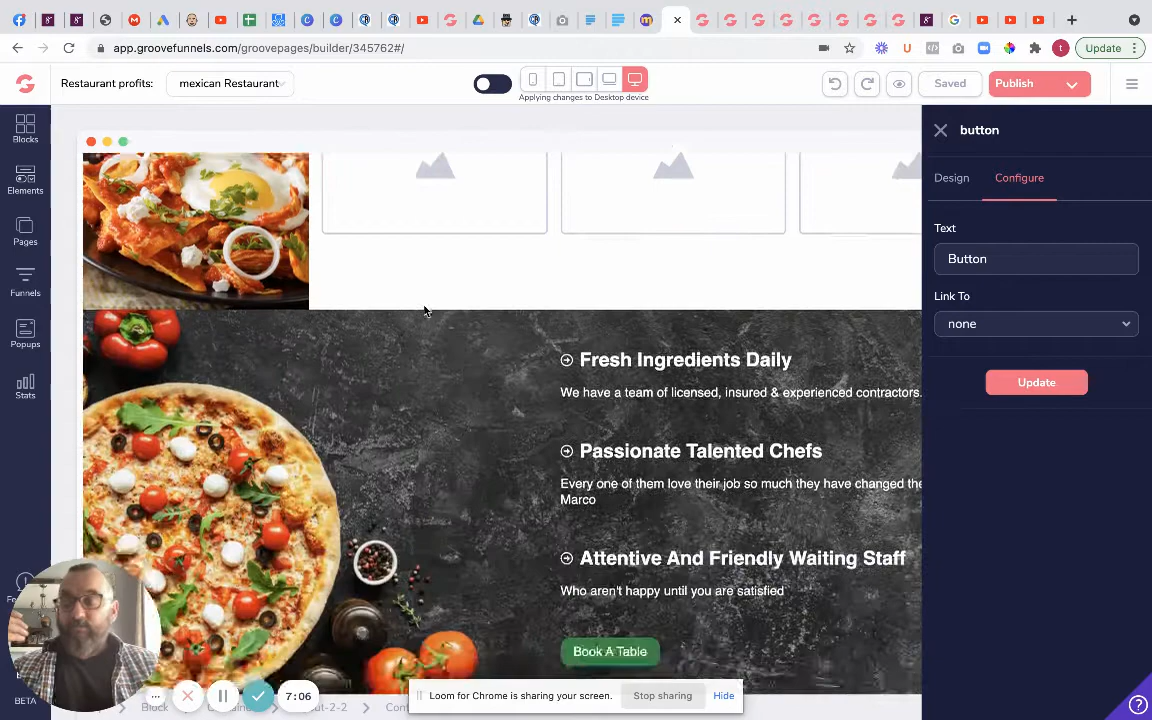 app.groovefunnels.com/groovepages/builder/345762#/
Update
Restaurant profits:
mexican Restaurant
Applying changes to Desktop device
Saved
Publish
Blocks
Elements
Pages
Funnels
Popups
Stats
BETA
button
Design
Configure
Text
Button
Link To
none
Update
Fresh Ingredients Daily
We have a team of licensed, insured & experienced contractors.
Passionate Talented Chefs
Every one of them love their job so much they have changed the
Marco
Attentive And Friendly Waiting Staff
Who aren't happy until you are satisfied
Book A Table
7:06
Loom for Chrome is sharing your screen.
Stop sharing
Hide
Block